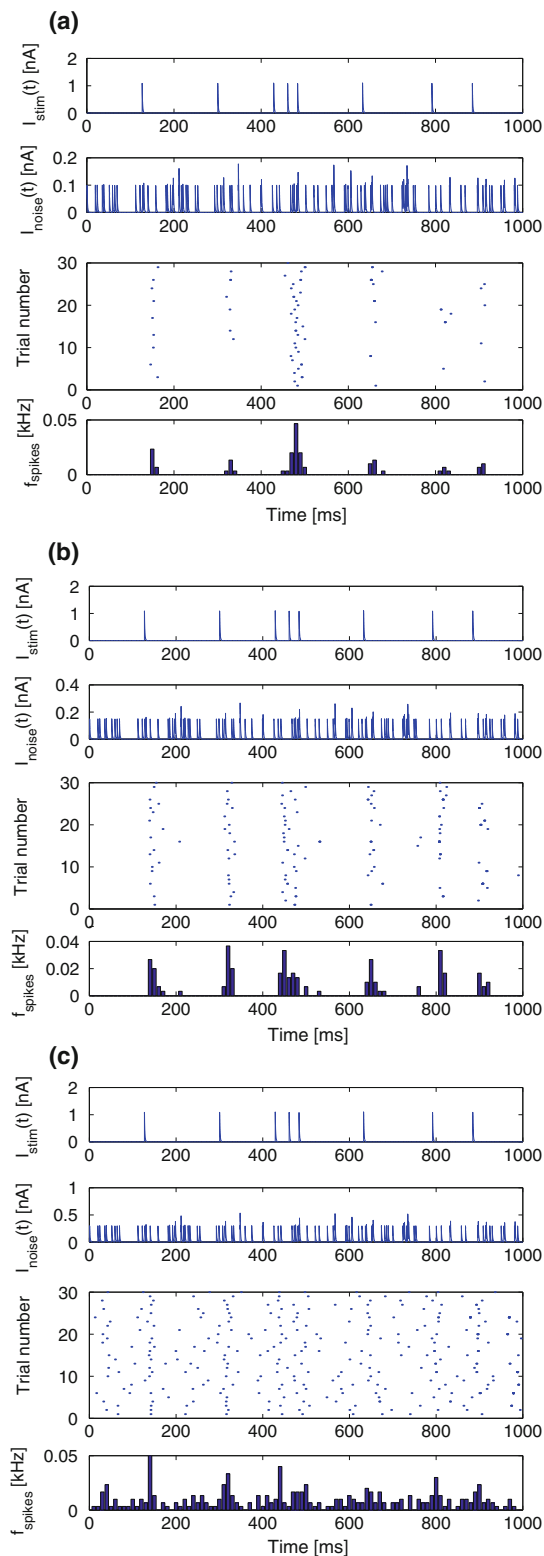 (a)
I_stim(t) [nA]
2
1
0
0 200 400 600 800 1000
I_noise(t) [nA]
0.2
0.1
0
0 200 400 600 800 1000
Trial number
30
20
10
0
0 200 400 600 800 1000
f_spikes [kHz]
0.05
0
0 200 400 600 800 1000
Time [ms]
(b)
I_stim(t) [nA]
2
1
0
0 200 400 600 800 1000
I_noise(t) [nA]
0.4
0.2
0
0 200 400 600 800 1000
Trial number
30
20
10
0
0 200 400 600 800 1000
f_spikes [kHz]
0.04
0.02
0
0 200 400 600 800 1000
Time [ms]
(c)
I_stim(t) [nA]
2
1
0
0 200 400 600 800 1000
I_noise(t) [nA]
1
0.5
0
0 200 400 600 800 1000
Trial number
30
20
10
0
0 200 400 600 800 1000
f_spikes [kHz]
0.05
0
0 200 400 600 800 1000
Time [ms]